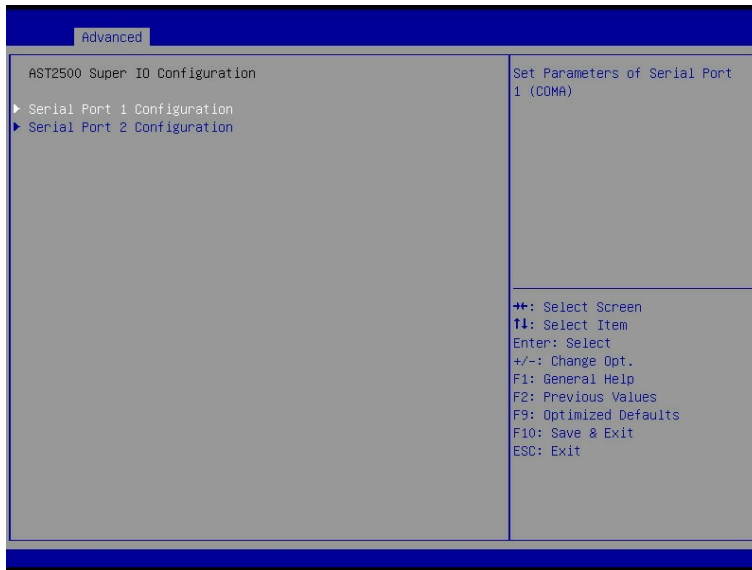 Advanced
AST2500 Super IO Configuration
▶ Serial Port 1 Configuration
▶ Serial Port 2 Configuration
Set Parameters of Serial Port
1 (COMA)
→←: Select Screen
↑↓: Select Item
Enter: Select
+/-: Change Opt.
F1: General Help
F2: Previous Values
F9: Optimized Defaults
F10: Save & Exit
ESC: Exit